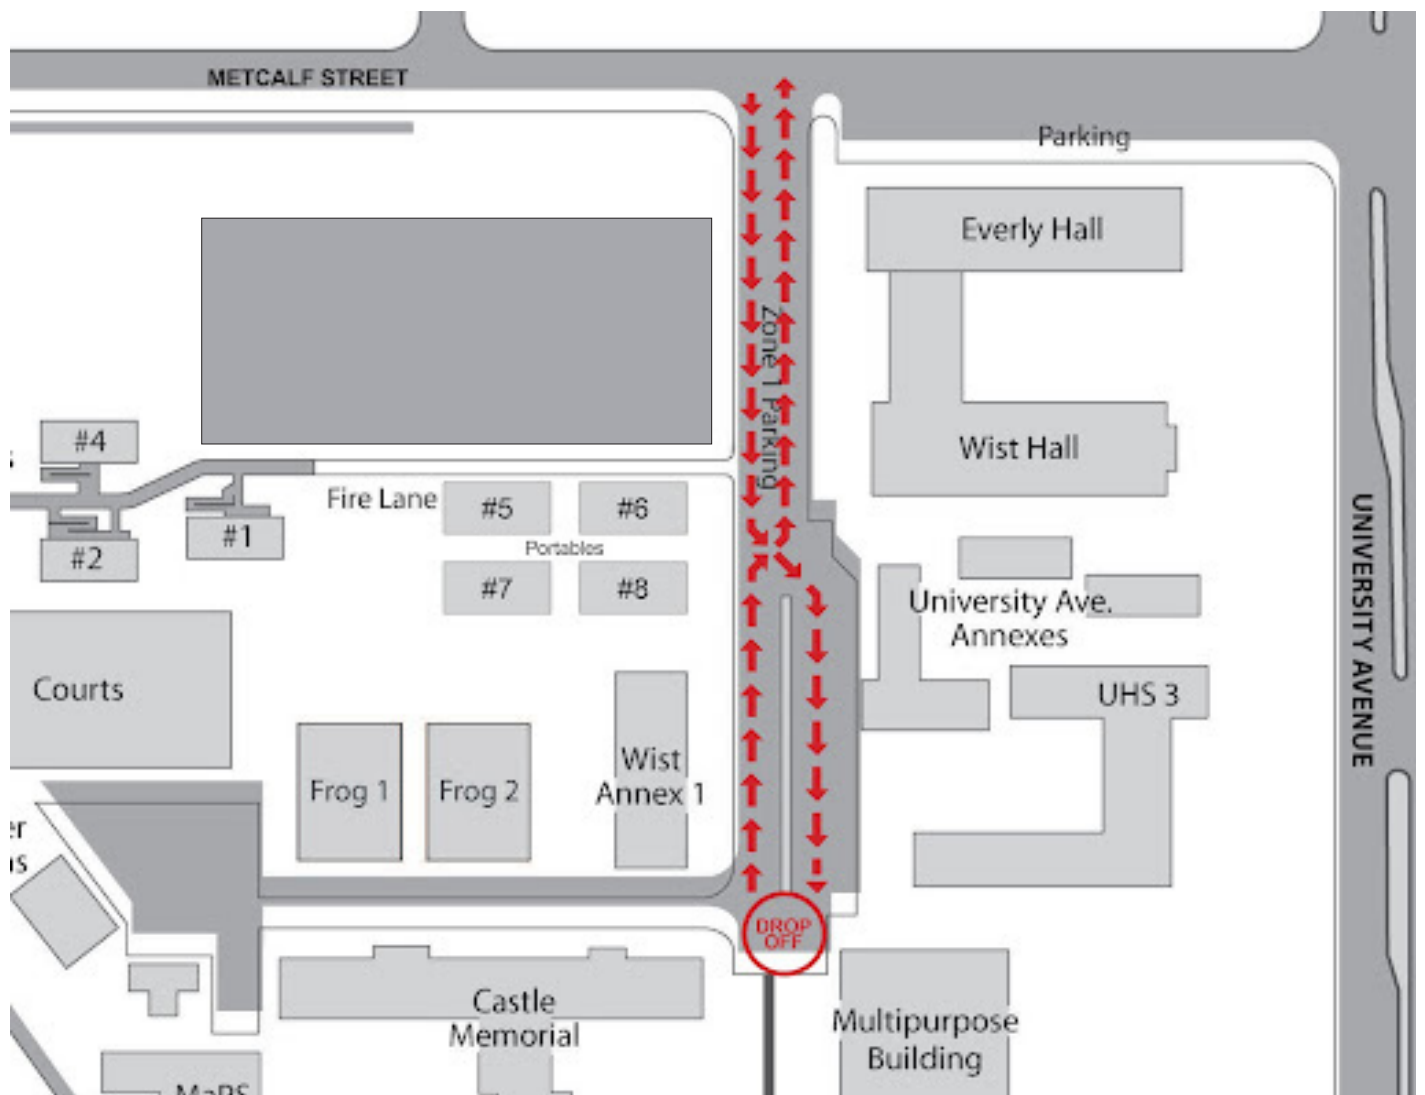 METCALF STREET
Parking
Everly Hall
Zone 1 Parking
#4
Wist Hall
Fire Lane
#5
#6
#1
#2
Portables
#7
#8
University Ave.
Annexes
UNIVERSITY AVENUE
Courts
UHS 3
Frog 1
Frog 2
Wist
Annex 1
DROP
OFF
Castle
Memorial
Multipurpose
Building
MaPS